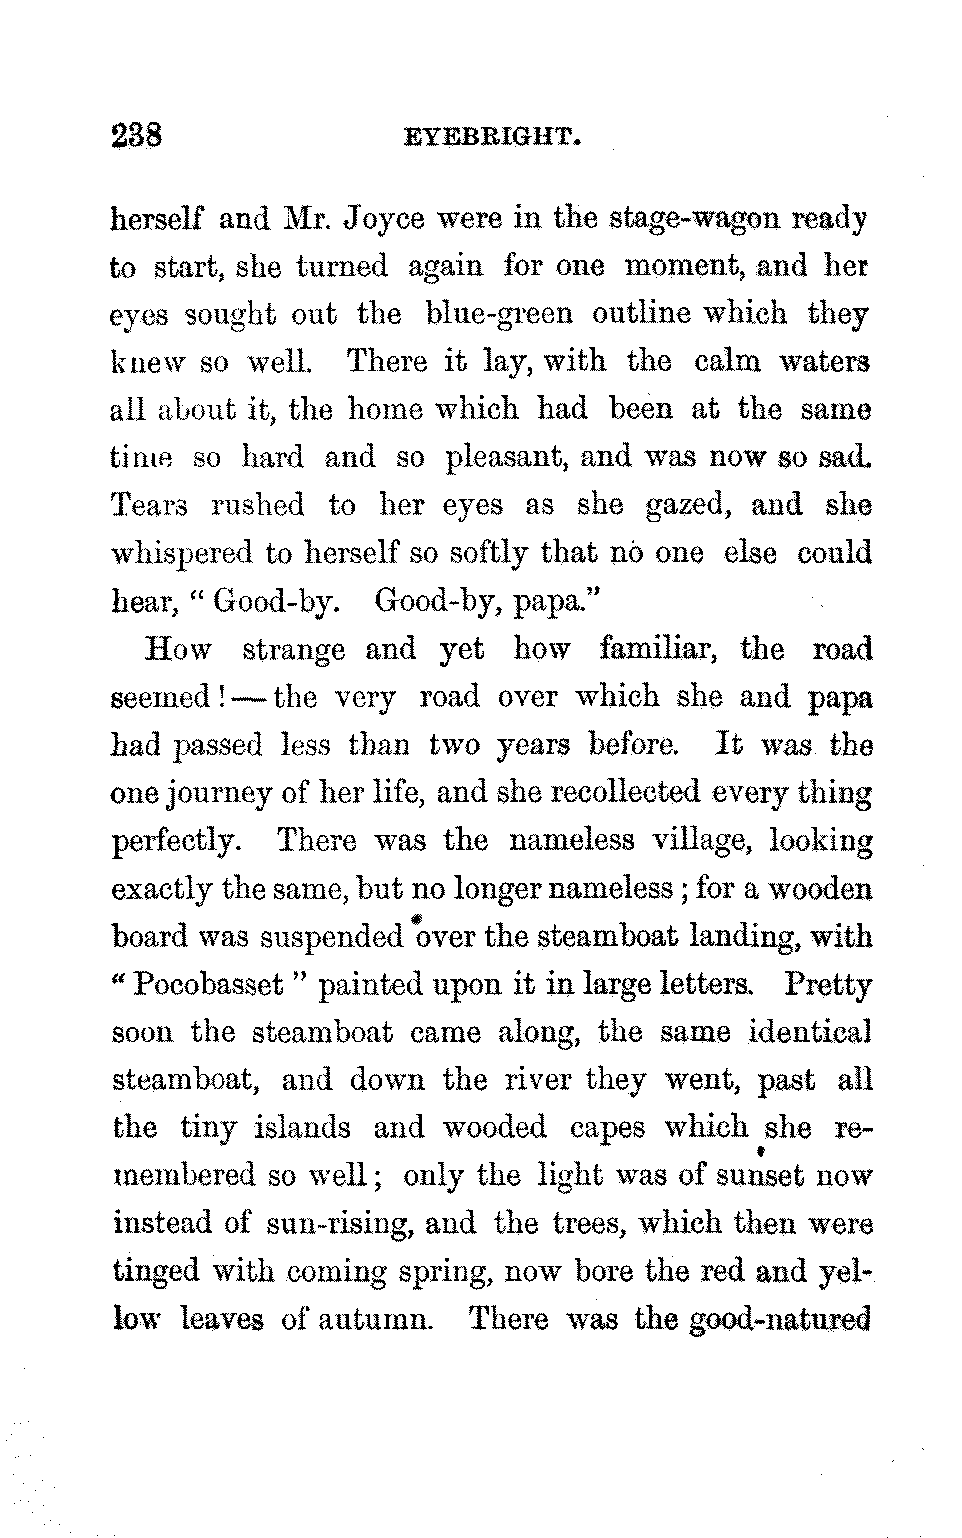 238 EYEBRIGHT.
herself and Mr. Joyce were in the stage-wagon ready
to start, she turned again for one moment, and her
eyes sought out the blue-green outline which they
knew so well. There it lay, with the calm waters
all about it, the home which had been at the same
time so hard and so pleasant, and was now so sad.
Tears rushed to her eyes as she gazed, and she
whispered to herself so softly that no one else could
hear, “ Good-by. Good-by, papa.”
How strange and yet how familiar, the road
seemed! — the very road over which she and papa
had passed less than two years before. It was the
one journey of her life, and she recollected every thing
perfectly. There was the nameless village, looking
exactly the same, but no longer nameless ; for a wooden
board was suspended over the steamboat landing, with
“ Pocobasset ” painted upon it in large letters. Pretty
soon the steamboat came along, the same identical
steamboat, and down the river they went, past all
the tiny islands and wooded capes which she re-
membered so well ; only the light was of sunset now
instead of sun-rising, and the trees, which then were
tinged with coming spring, now bore the red and yel-
low leaves of autumn. There was the good-natured